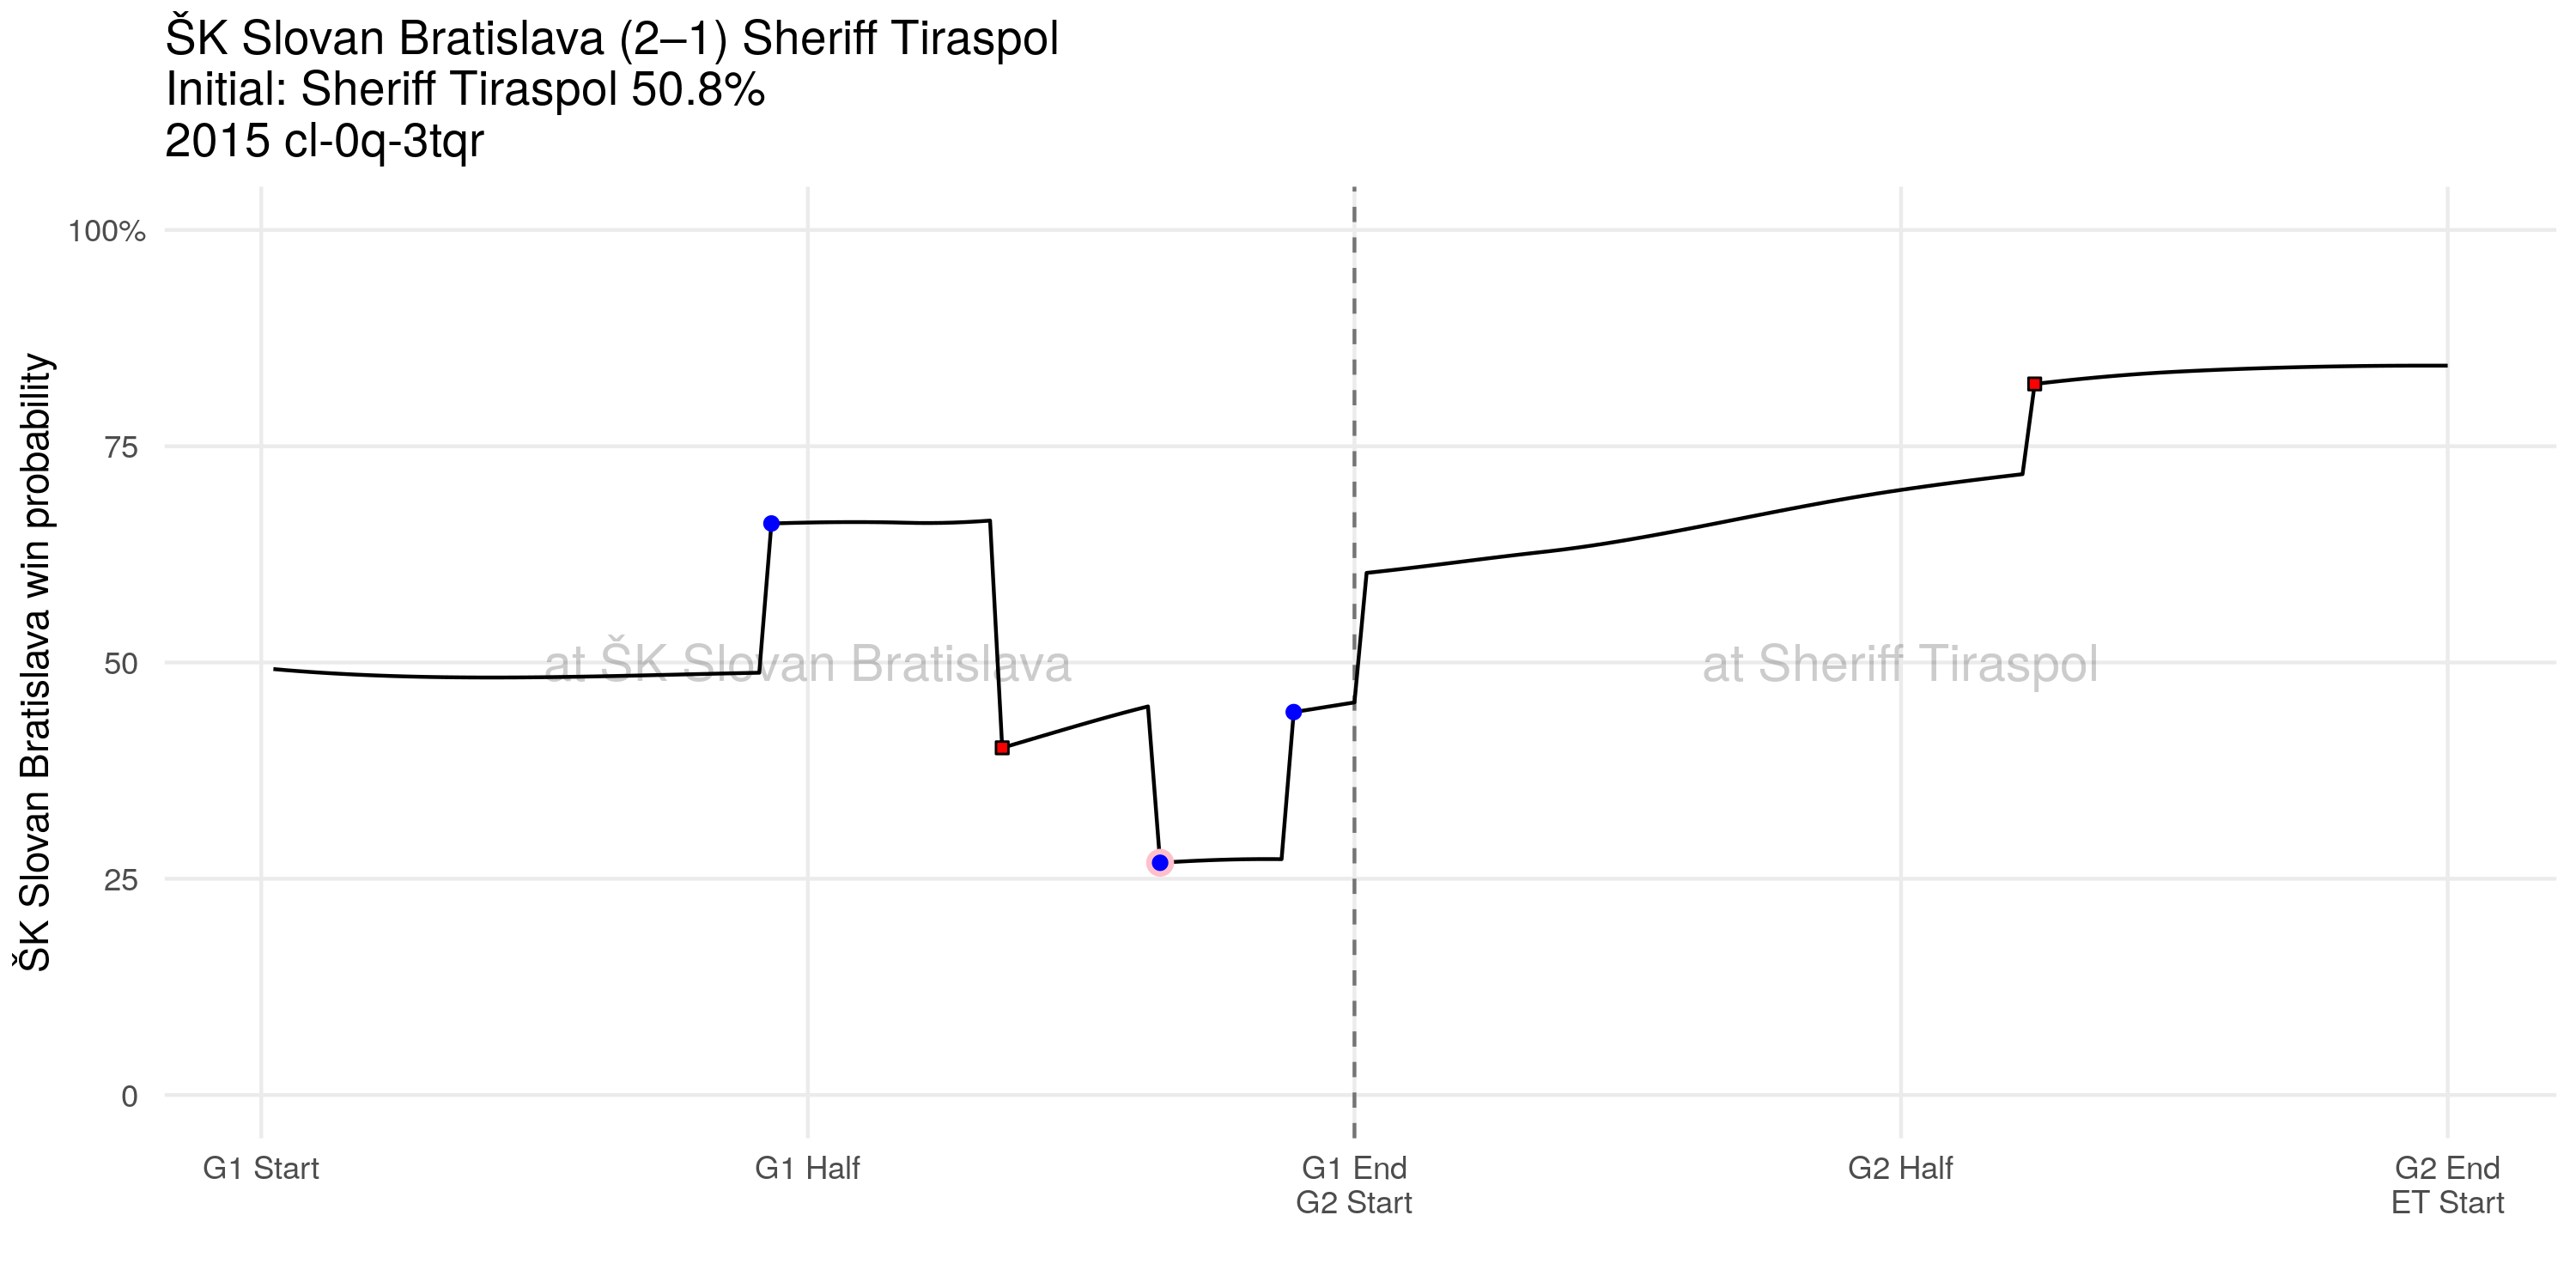 ŠK Slovan Bratislava (2–1) Sheriff Tiraspol
Initial: Sheriff Tiraspol 50.8%
2015 cl-0q-3tqr
ŠK Slovan Bratislava win probability
100%
75
50
25
0
at ŠK Slovan Bratislava
at Sheriff Tiraspol
G1 Start
G1 Half
G1 End
G2 Start
G2 Half
G2 End
ET Start